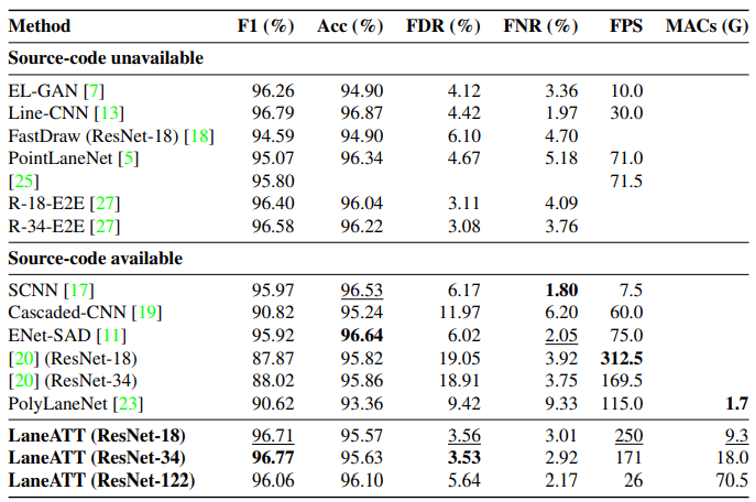 Method F1 (%) Acc (%) FDR (%) FNR (%) FPS MACs (G)
Source-code unavailable
EL-GAN [7] 96.26 94.90 4.12 3.36 10.0
Line-CNN [13] 96.79 96.87 4.42 1.97 30.0
FastDraw (ResNet-18) [18] 94.59 94.90 6.10 4.70
PointLaneNet [5] 95.07 96.34 4.67 5.18 71.0
[25] 95.80 71.5
R-18-E2E [27] 96.40 96.04 3.11 4.09
R-34-E2E [27] 96.58 96.22 3.08 3.76
Source-code available
SCNN [17] 95.97 96.53 6.17 1.80 7.5
Cascaded-CNN [19] 90.82 95.24 11.97 6.20 60.0
ENet-SAD [11] 95.92 96.64 6.02 2.05 75.0
[20] (ResNet-18) 87.87 95.82 19.05 3.92 312.5
[20] (ResNet-34) 88.02 95.86 18.91 3.75 169.5
PolyLaneNet [23] 90.62 93.36 9.42 9.33 115.0 1.7
LaneATT (ResNet-18) 96.71 95.57 3.56 3.01 250 9.3
LaneATT (ResNet-34) 96.77 95.63 3.53 2.92 171 18.0
LaneATT (ResNet-122) 96.06 96.10 5.64 2.17 26 70.5